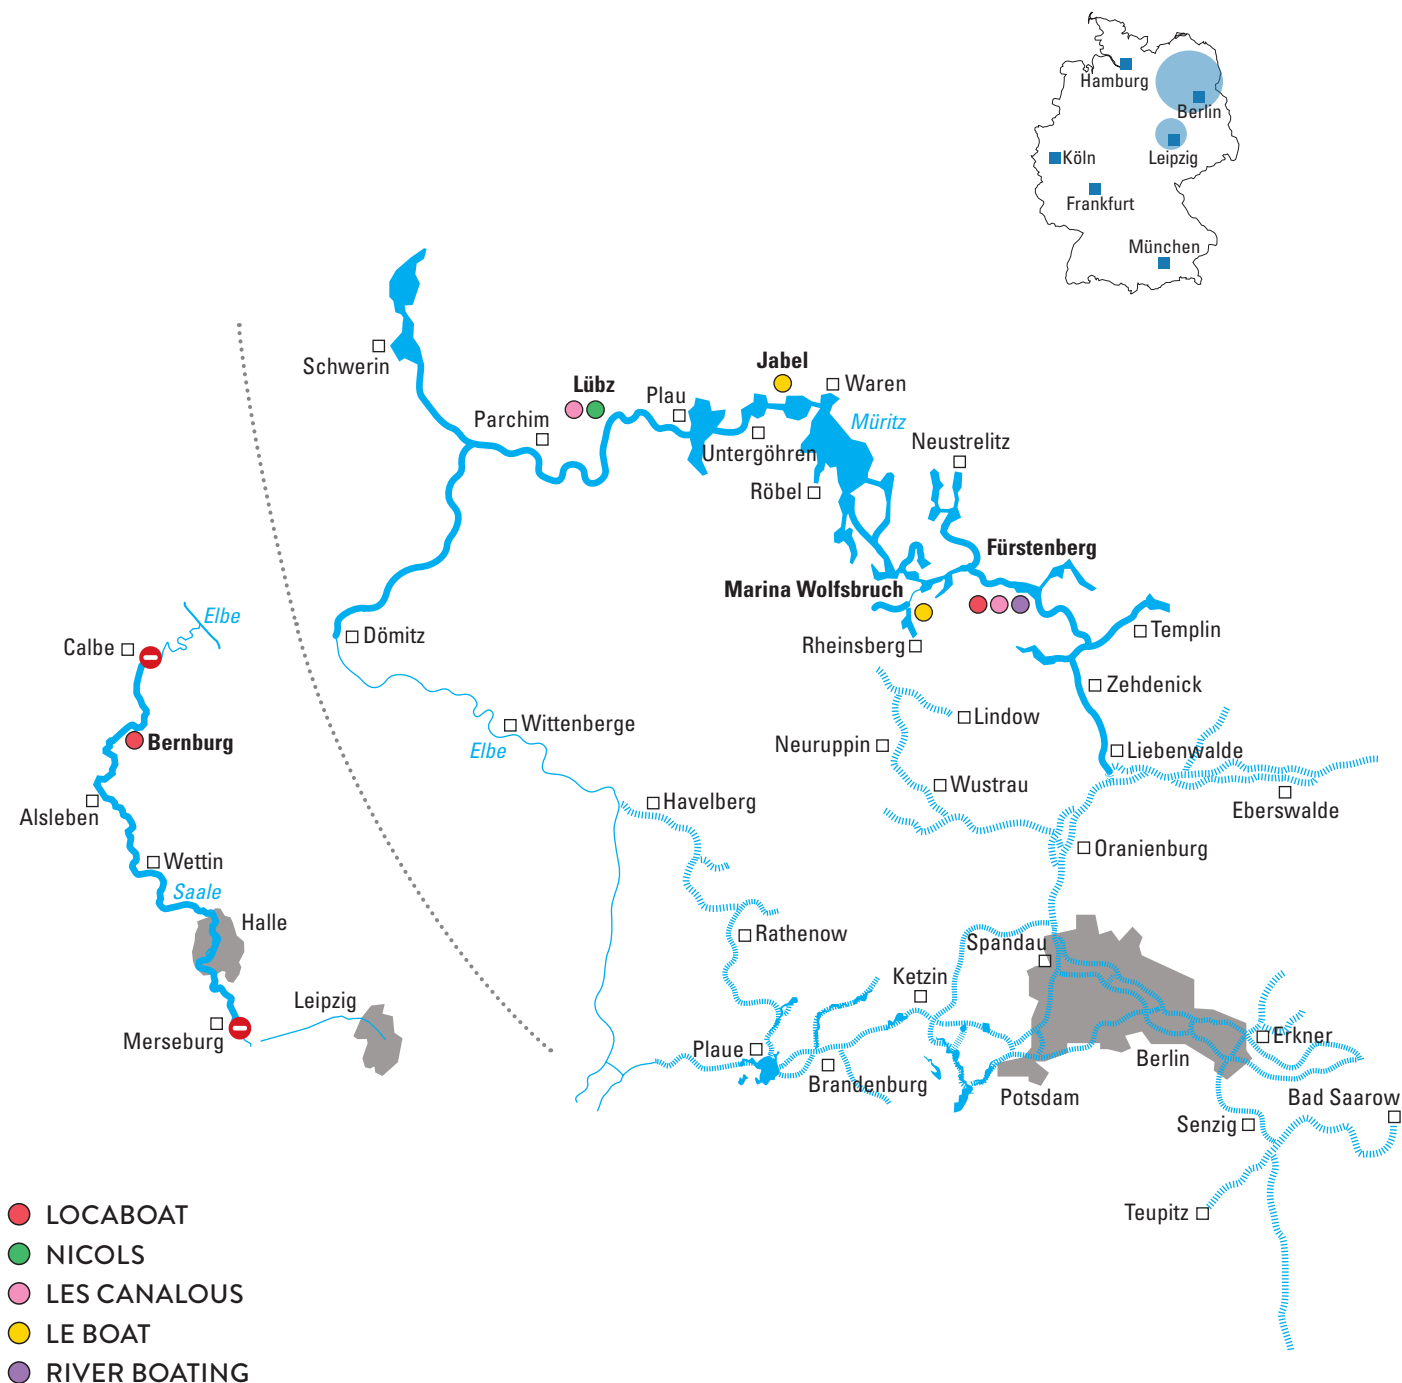 Hamburg
Berlin
Köln
Leipzig
Frankfurt
München
Schwerin
Jabel
Lübz
Waren
Plau
Parchim
Müritz
Neustrelitz
Untergöhren
Röbel
Fürstenberg
Marina Wolfsbruch
Elbe
Calbe
Dömitz
Templin
Rheinsberg
Zehdenick
Lindow
Wittenberge
Bernburg
Neuruppin
Elbe
Liebenwalde
Wustrau
Havelberg
Eberswalde
Alsleben
Oranienburg
Wettin
Saale
Halle
Rathenow
Spandau
Ketzin
Leipzig
Merseburg
Plaue
Erkner
Berlin
Brandenburg
Potsdam
Bad Saarow
Senzig
Teupitz
LOCABOAT
NICOLS
LES CANALOUS
LE BOAT
RIVER BOATING